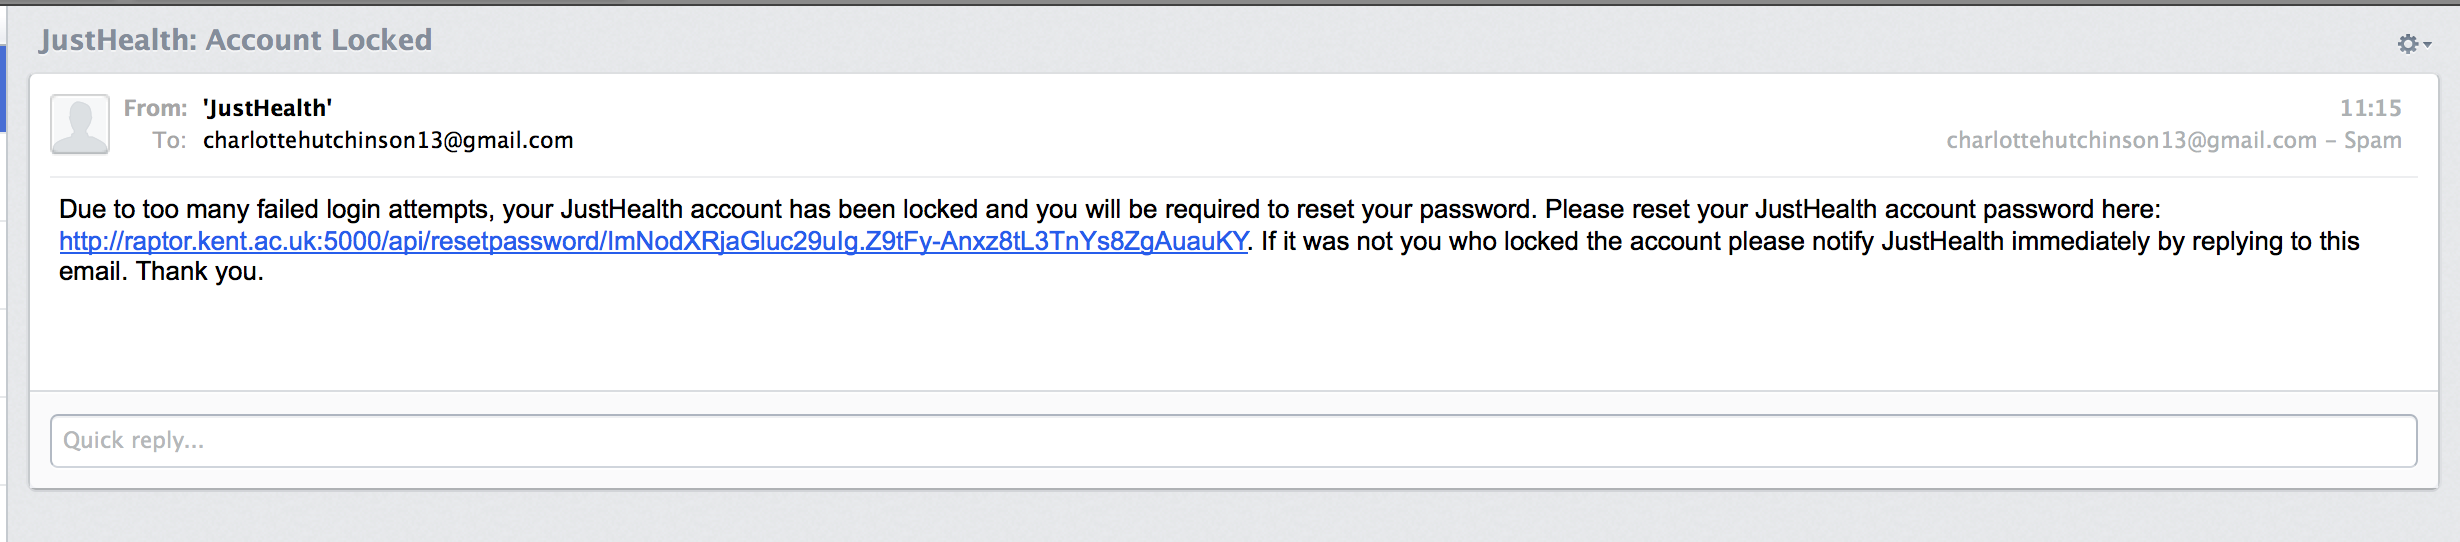 JustHealth: Account Locked
From: 'JustHealth' 11:15
To: charlottehutchinson13@gmail.com charlottehutchinson13@gmail.com – Spam
Due to too many failed login attempts, your JustHealth account has been locked and you will be required to reset your password. Please reset your JustHealth account password here:
http://raptor.kent.ac.uk:5000/api/resetpassword/ImNodXRjaGluc29uIg.Z9tFy-Anxz8tL3TnYs8ZgAuauKY. If it was not you who locked the account please notify JustHealth immediately by replying to this
email. Thank you.
Quick reply...